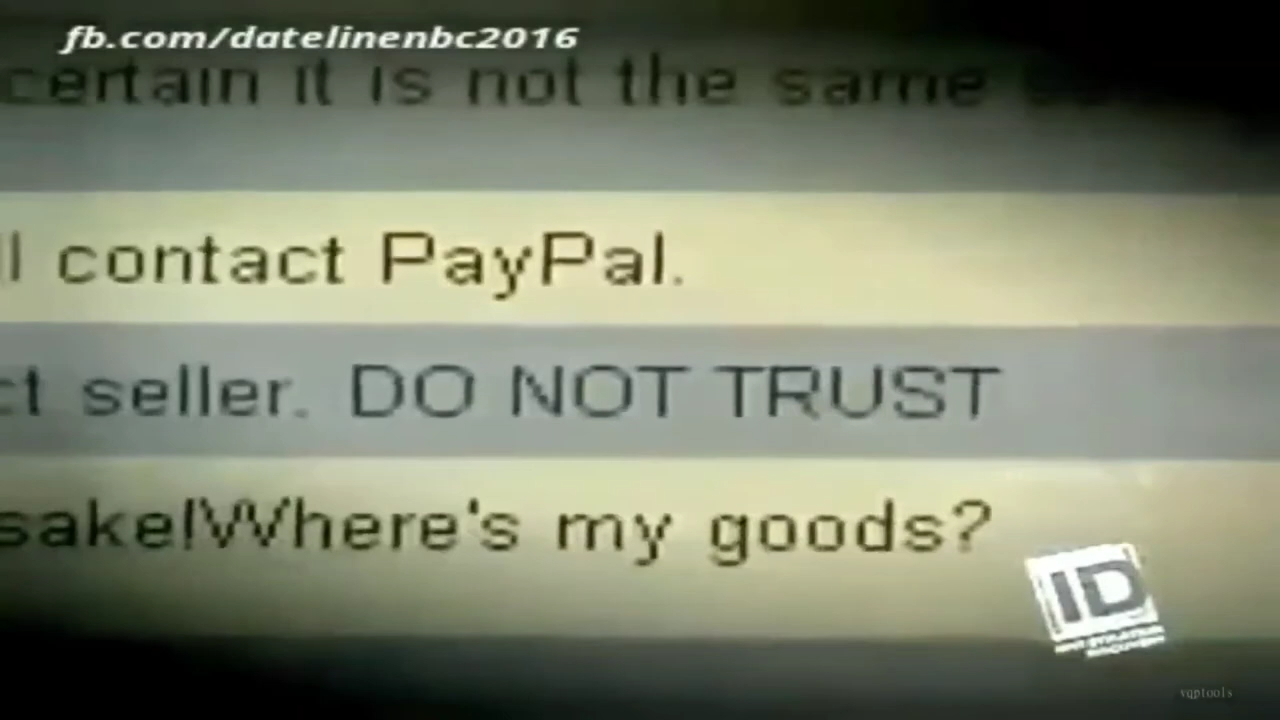 fb.com/datelinenbc2016
certain it is not the same
contact PayPal.
ct seller. DO NOT TRUST
sake!Where's my goods?
ID
vqptools